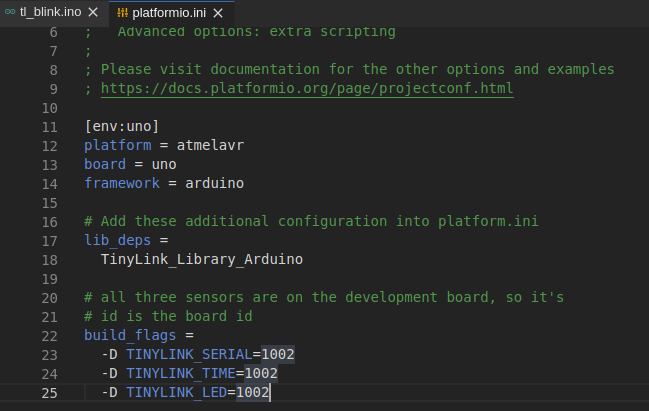 tl_blink.ino × platformio.ini ×
6 ;   Advanced options: extra scripting
7 ;
8 ; Please visit documentation for the other options and examples
9 ; https://docs.platformio.org/page/projectconf.html
10
11 [env:uno]
12 platform = atmelavr
13 board = uno
14 framework = arduino
15
16 # Add these additional configuration into platform.ini
17 lib_deps =
18   TinyLink_Library_Arduino
19
20 # all three sensors are on the development board, so it's
21 # id is the board id
22 build_flags =
23   -D TINYLINK_SERIAL=1002
24   -D TINYLINK_TIME=1002
25   -D TINYLINK_LED=1002